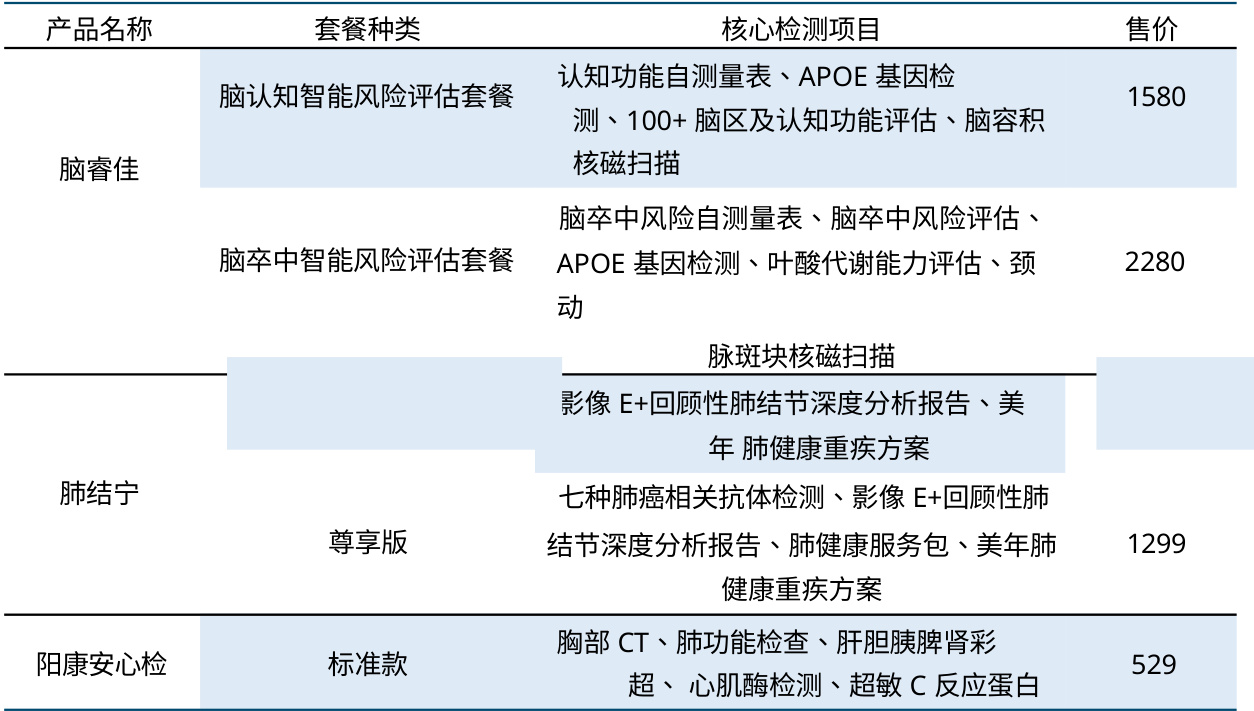 产品名称 套餐种类 核心检测项目 售价
脑睿佳
脑认知智能风险评估套餐
认知功能自测量表、APOE 基因检
测、100+ 脑区及认知功能评估、脑容积
核磁扫描
1580
脑卒中智能风险评估套餐
脑卒中风险自测量表、脑卒中风险评估、
APOE 基因检测、叶酸代谢能力评估、颈
动
脉斑块核磁扫描
2280
肺结宁
影像 E+回顾性肺结节深度分析报告、美
年 肺健康重疾方案
尊享版
七种肺癌相关抗体检测、影像 E+回顾性肺
结节深度分析报告、肺健康服务包、美年肺
健康重疾方案
1299
阳康安心检
标准款
胸部 CT、肺功能检查、肝胆胰脾肾彩
超、 心肌酶检测、超敏 C 反应蛋白
529